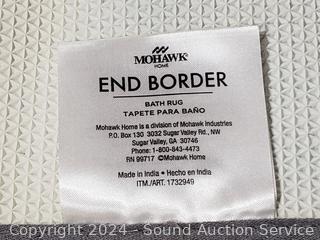 MOHAWK
HOME
END BORDER
BATH RUG
TAPETE PARA BAÑO
Mohawk Home is a division of Mohawk Industries
P.O. Box 130 3032 Sugar Valley Rd., NW
Sugar Valley, GA 30746
Phone: 1-800-843-4473
RN 99717 ©Mohawk Home
Made in India • Hecho en India
ITM./ART. 1732949
Copyright 2024 - Sound Auction Service